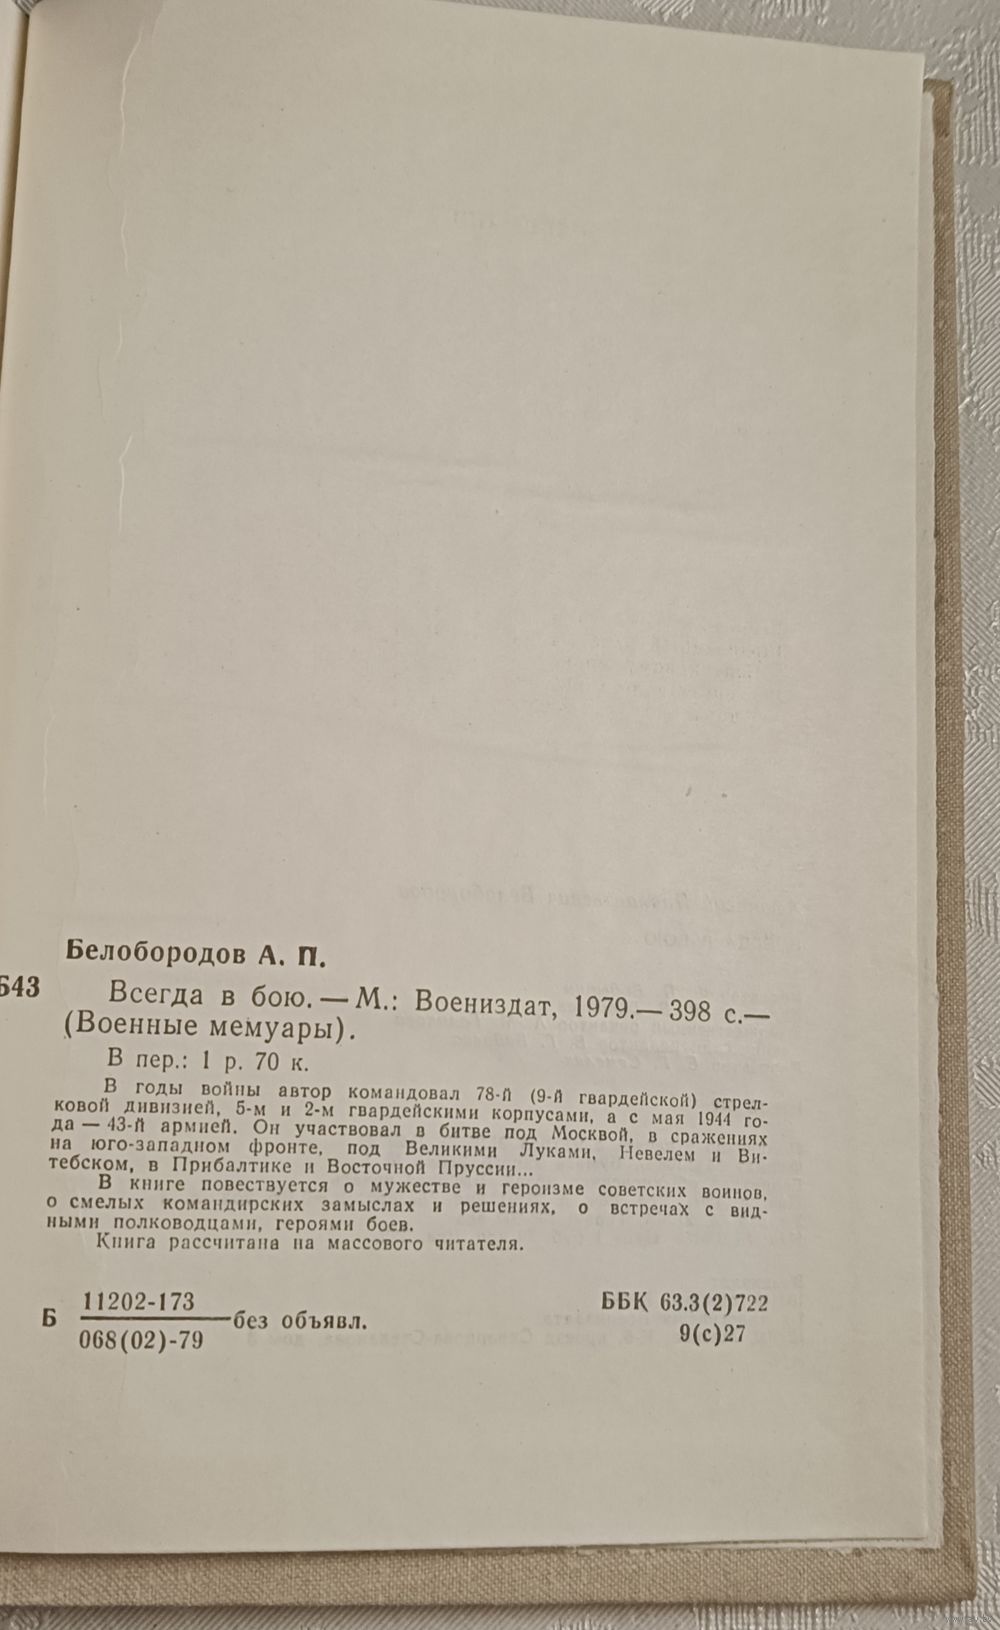 Белобородов А. П.
Б43
Всегда в бою. — М.: Воениздат, 1979.— 398 с.—
(Военные мемуары).
В пер.: 1 р. 70 к.
В годы войны автор командовал 78-й (9-й гвардейской) стрел-
ковой дивизией, 5-м и 2-м гвардейскими корпусами, а с мая 1944 го-
да — 43-й армией. Он участвовал в битве под Москвой, в сражениях
на юго-западном фронте, под Великими Луками, Невелем и Ви-
тебском, в Прибалтике и Восточной Пруссии...
В книге повествуется о мужестве и героизме советских воинов,
о смелых командирских замыслах и решениях, о встречах с вид-
ными полководцами, героями боев.
Книга рассчитана на массового читателя.
Б 11202-173
068(02)-79 без объявл.
ББК 63.3(2)722
9(с)27